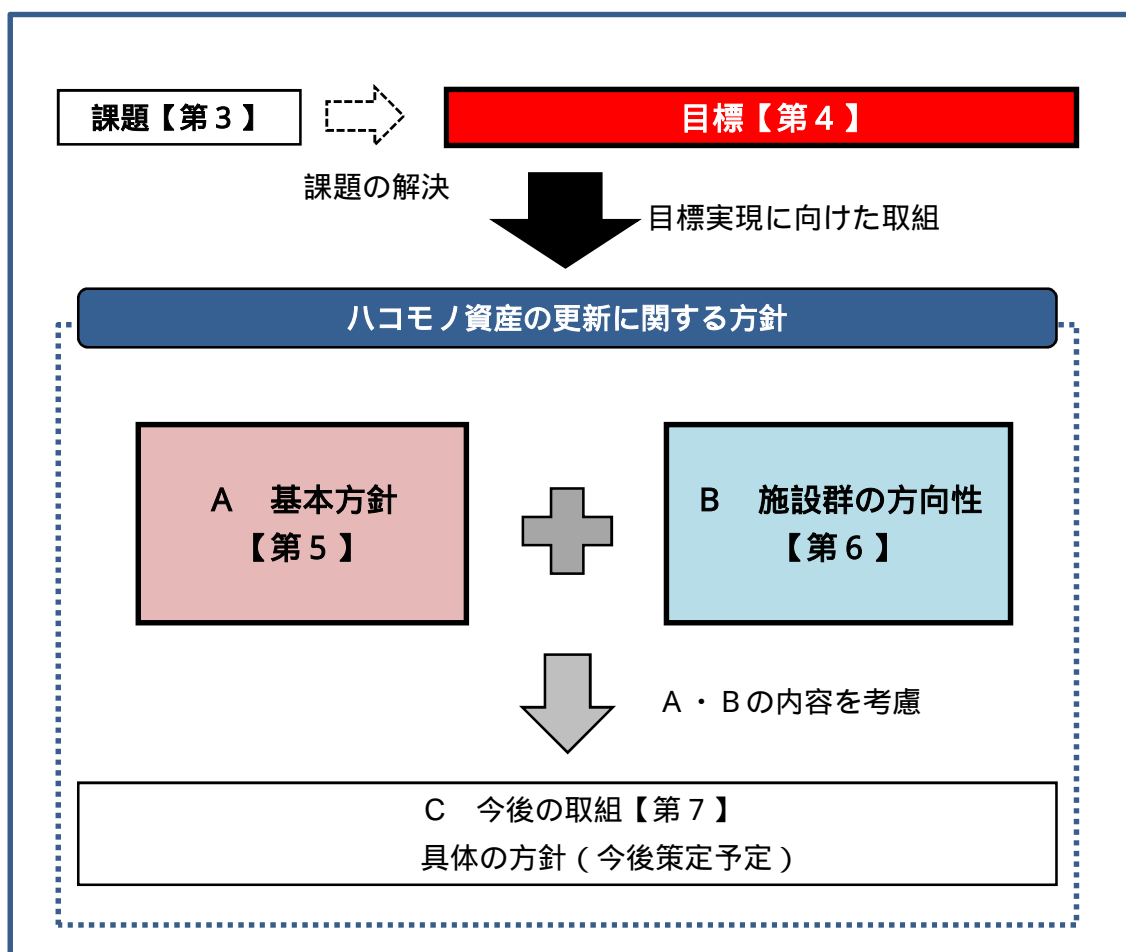 課題【第３】
目標【第４】
課題の解決
目標実現に向けた取組
ハコモノ資産の更新に関する方針
Ａ　基本方針
【第５】
Ｂ　施設群の方向性
【第６】
Ａ・Ｂの内容を考慮
Ｃ　今後の取組【第７】
具体の方針（今後策定予定）